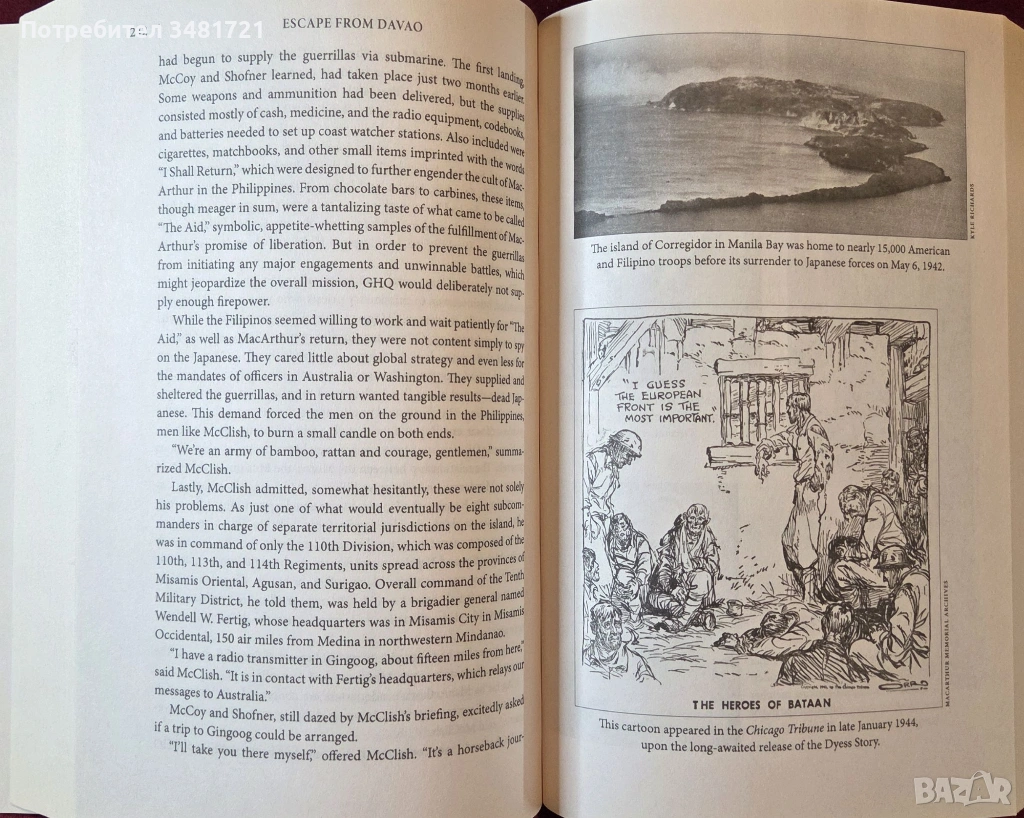 Потребител 3481721
ESCAPE FROM DAVAO
had begun to supply the guerrillas via submarine. The first landing,
McCoy and Shofner learned, had taken place just two months earlier.
Some weapons and ammunition had been delivered, but the supplies
consisted mostly of cash, medicine, and the radio equipment, codebooks,
and batteries needed to set up coast watcher stations. Also included were
cigarettes, matchbooks, and other small items imprinted with the words
“I Shall Return,” which were designed to further engender the cult of Mac-
Arthur in the Philippines. From chocolate bars to carbines, these items,
though meager in sum, were a tantalizing taste of what came to be called
“The Aid,” symbolic, appetite-whetting samples of the fulfillment of Mac-
Arthur's promise of liberation. But in order to prevent the guerrillas
from initiating any major engagements and unwinnable battles, which
might jeopardize the overall mission, GHQ would deliberately not sup-
ply enough firepower.
While the Filipinos seemed willing to work and wait patiently for “The
Aid,” as well as MacArthur's return, they were not content simply to spy
on the Japanese. They cared little about global strategy and even less for
the mandates of officers in Australia or Washington. They supplied and
sheltered the guerrillas, and in return wanted tangible results—dead Jap-
anese. This demand forced the men on the ground in the Philippines,
men like McClish, to burn a small candle on both ends.
“We're an army of bamboo, rattan and courage, gentlemen,” summa-
rized McClish.
Lastly, McClish admitted, somewhat hesitantly, these were not solely
his problems. As just one of what would eventually be eight subcom-
manders in charge of separate territorial jurisdictions on the island, he
was in command of only the 110th Division, which was composed of the
110th, 113th, and 114th Regiments, units spread across the provinces of
Misamis Oriental, Agusan, and Surigao. Overall command of the Tenth
Military District, he told them, was held by a brigadier general named
Wendell W. Fertig, whose headquarters was in Misamis City in Misamis
Occidental, 150 air miles from Medina in northwestern Mindanao.
“I have a radio transmitter in Gingoog, about fifteen miles from here,”
said McClish. “It is in contact with Fertig's headquarters, which relays our
messages to Australia.”
McCoy and Shofner, still dazed by McClish's briefing, excitedly asked
if a trip to Gingoog could be arranged.
“I'll take you there myself,” offered McClish. “It's a horseback jour-
KYLE RICHARDS
The island of Corregidor in Manila Bay was home to nearly 15,000 American
and Filipino troops before its surrender to Japanese forces on May 6, 1942.
"I GUESS
THE EUROPEAN
FRONT IS THE
MOST IMPORTANT."
ORRO
THE HEROES OF BATAAN
MACARTHUR MEMORIAL ARCHIVES
This cartoon appeared in the Chicago Tribune in late January 1944,
upon the long-awaited release of the Dyess Story.
BAZAR